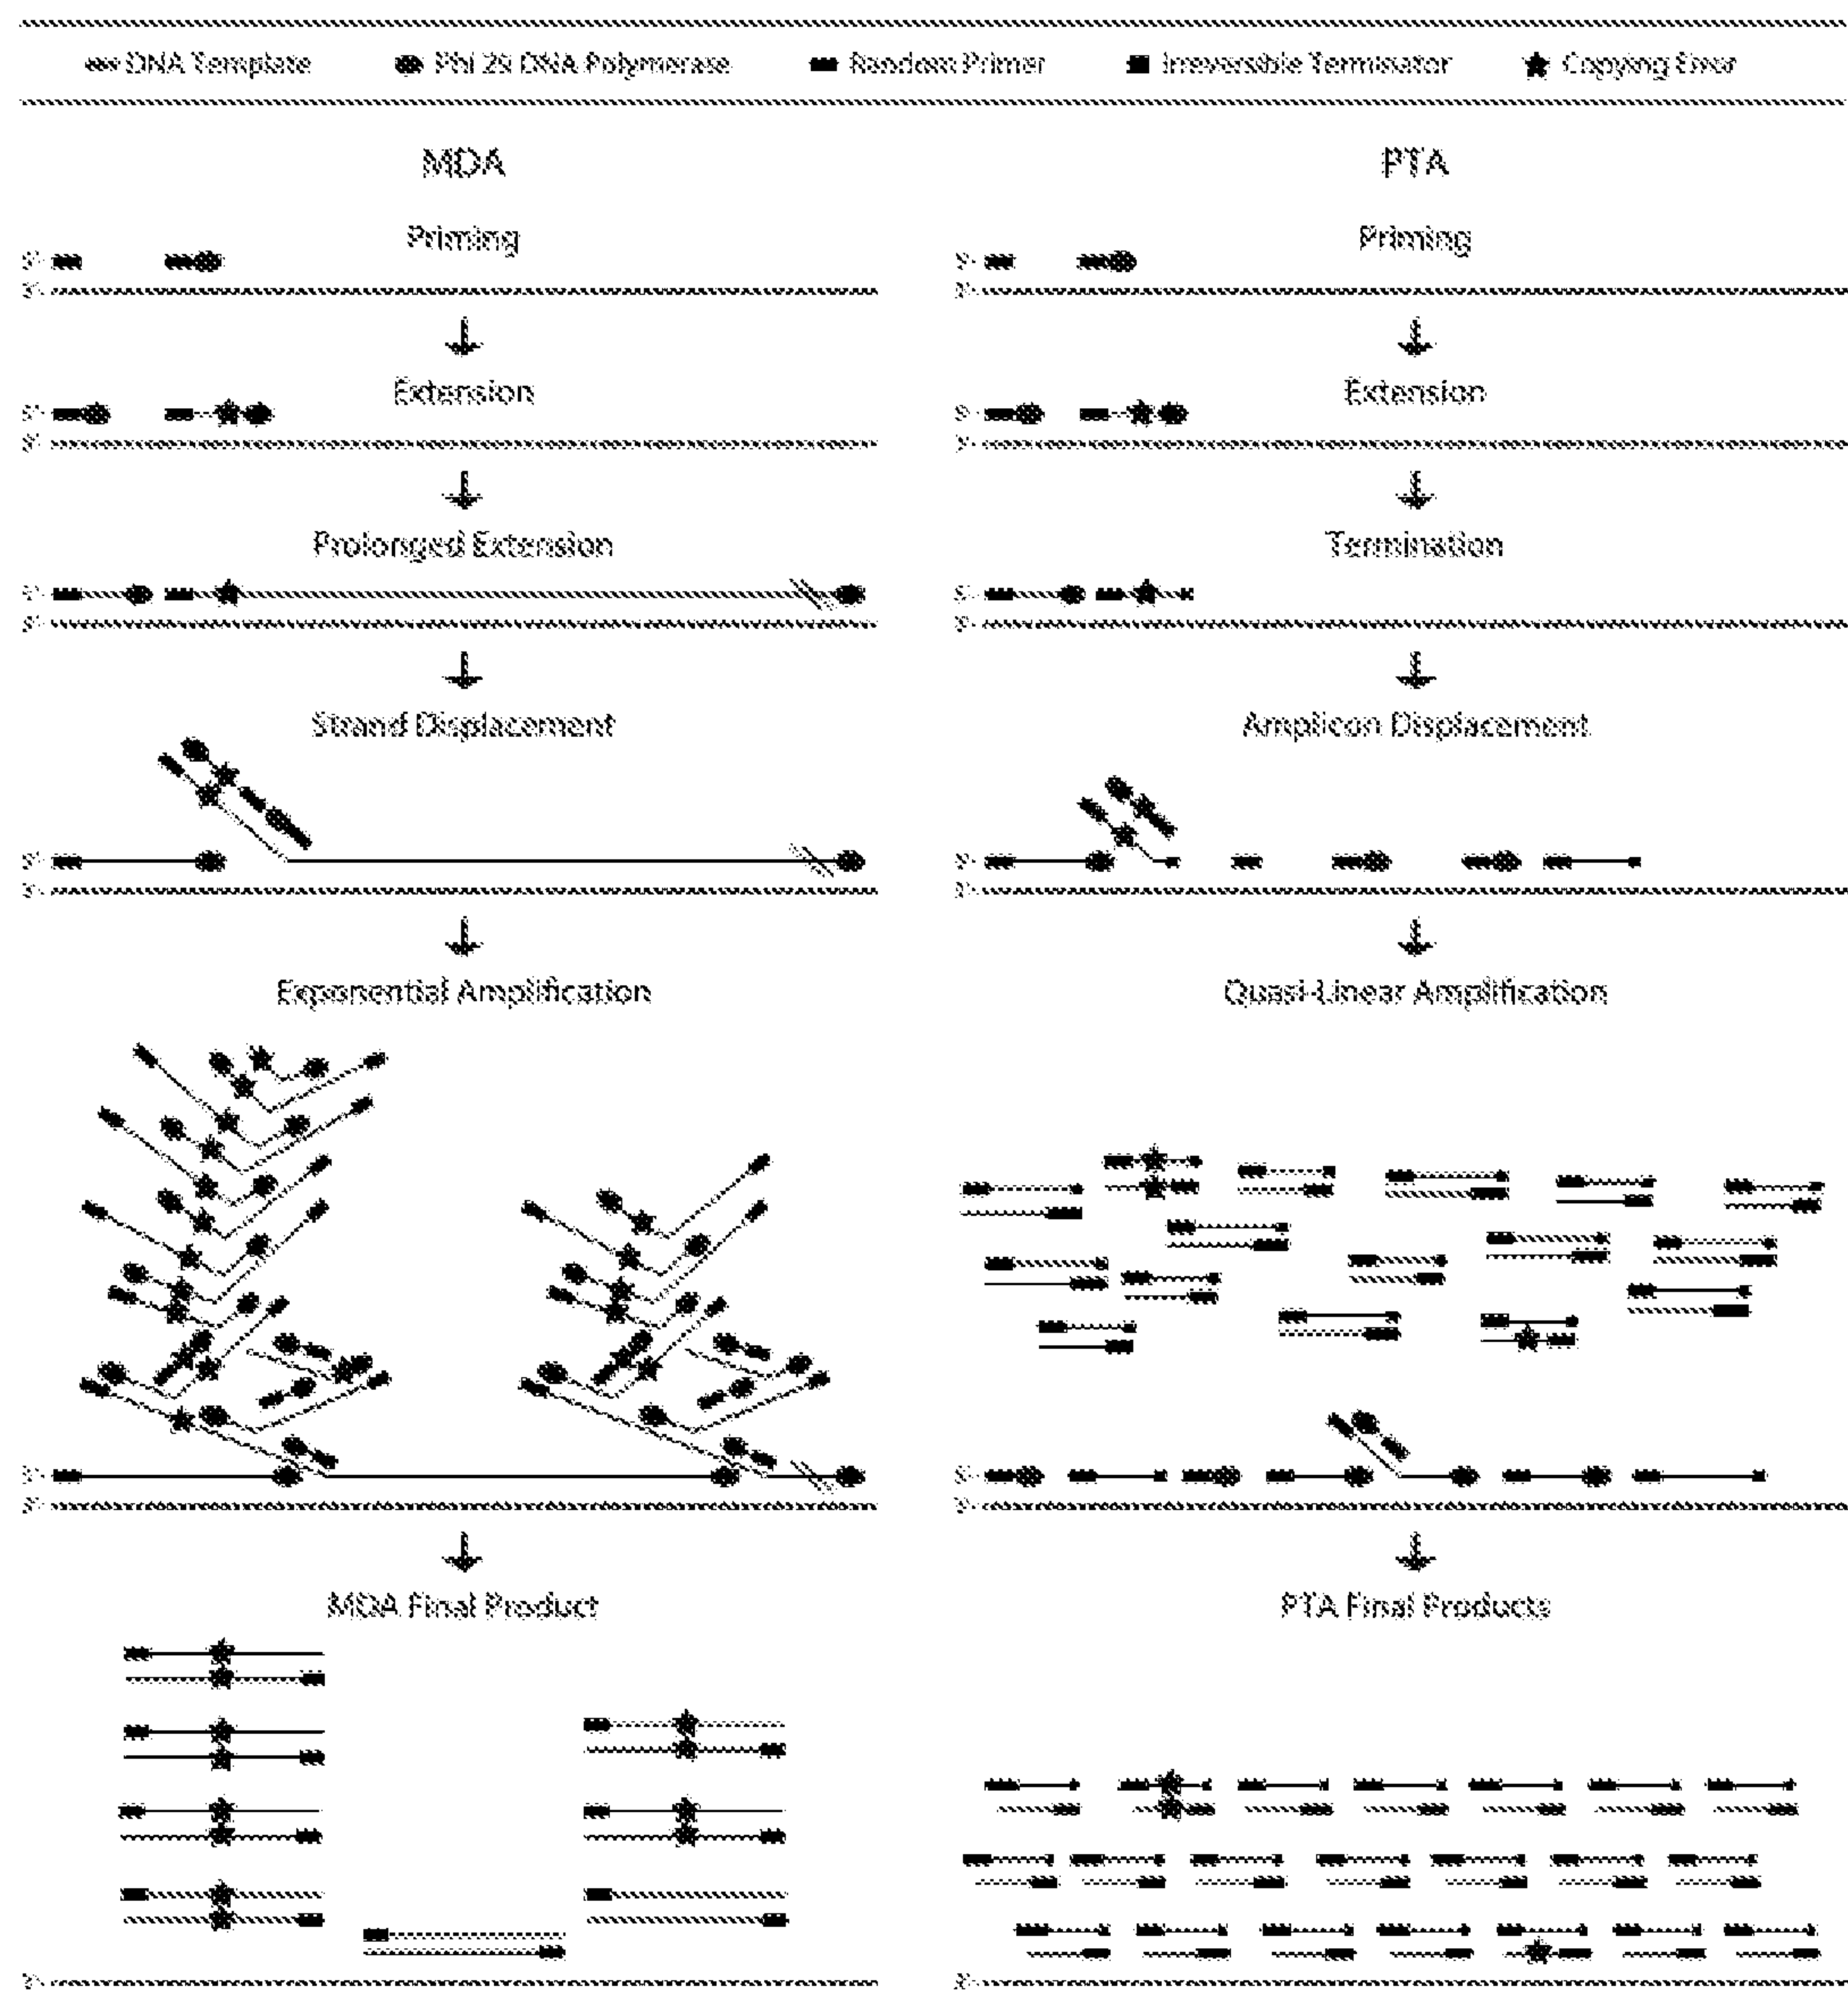 DNA Template Phi 29 DNA Polymerase Random Primer Irreversible Terminator Copying Error
MDA
Priming
Extension
Prolonged Extension
Strand Displacement
Exponential Amplification
MDA Final Product
PTA
Priming
Extension
Termination
Amplicon Displacement
Quasi-Linear Amplification
PTA Final Products